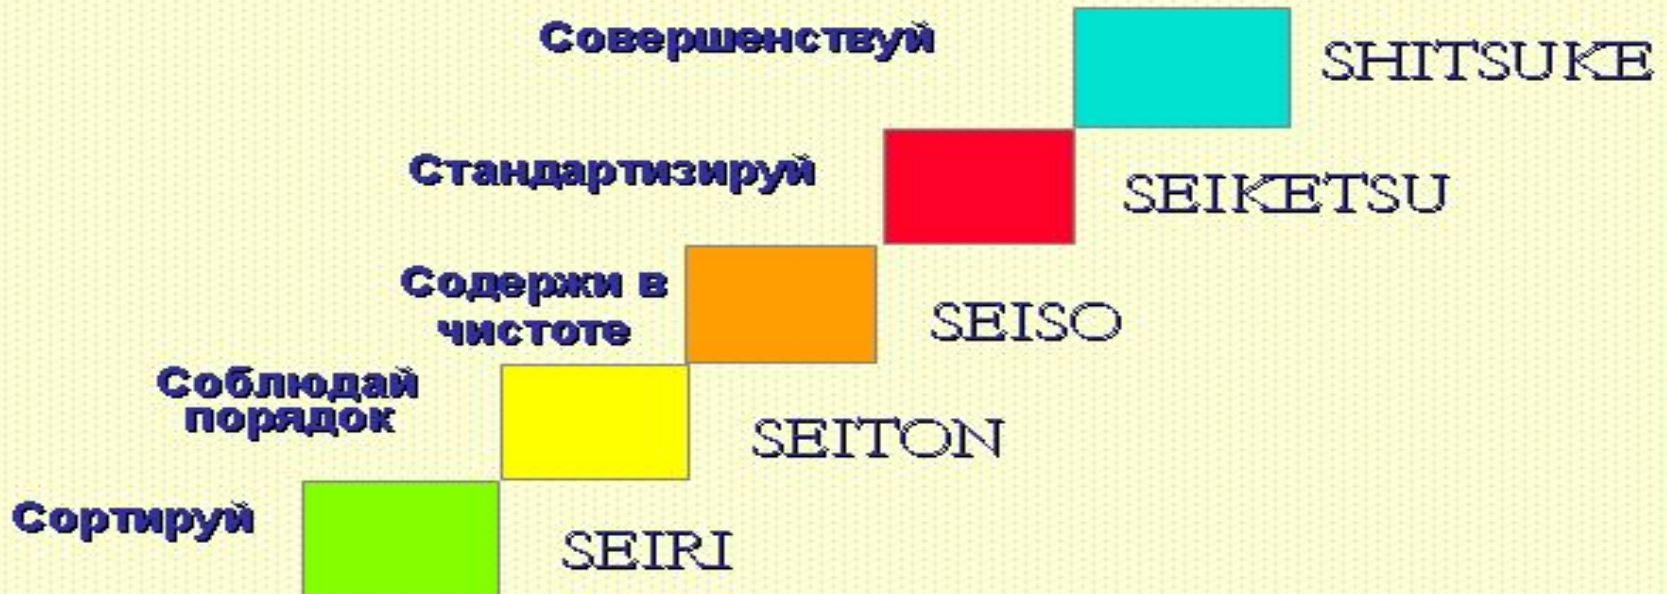 Совершенствуй
SHITSUKE
Стандартизируй
SEIKETSU
Содержи в
чистоте
SEISO
Соблюдай
порядок
SEITON
Сортируй
SEIRI